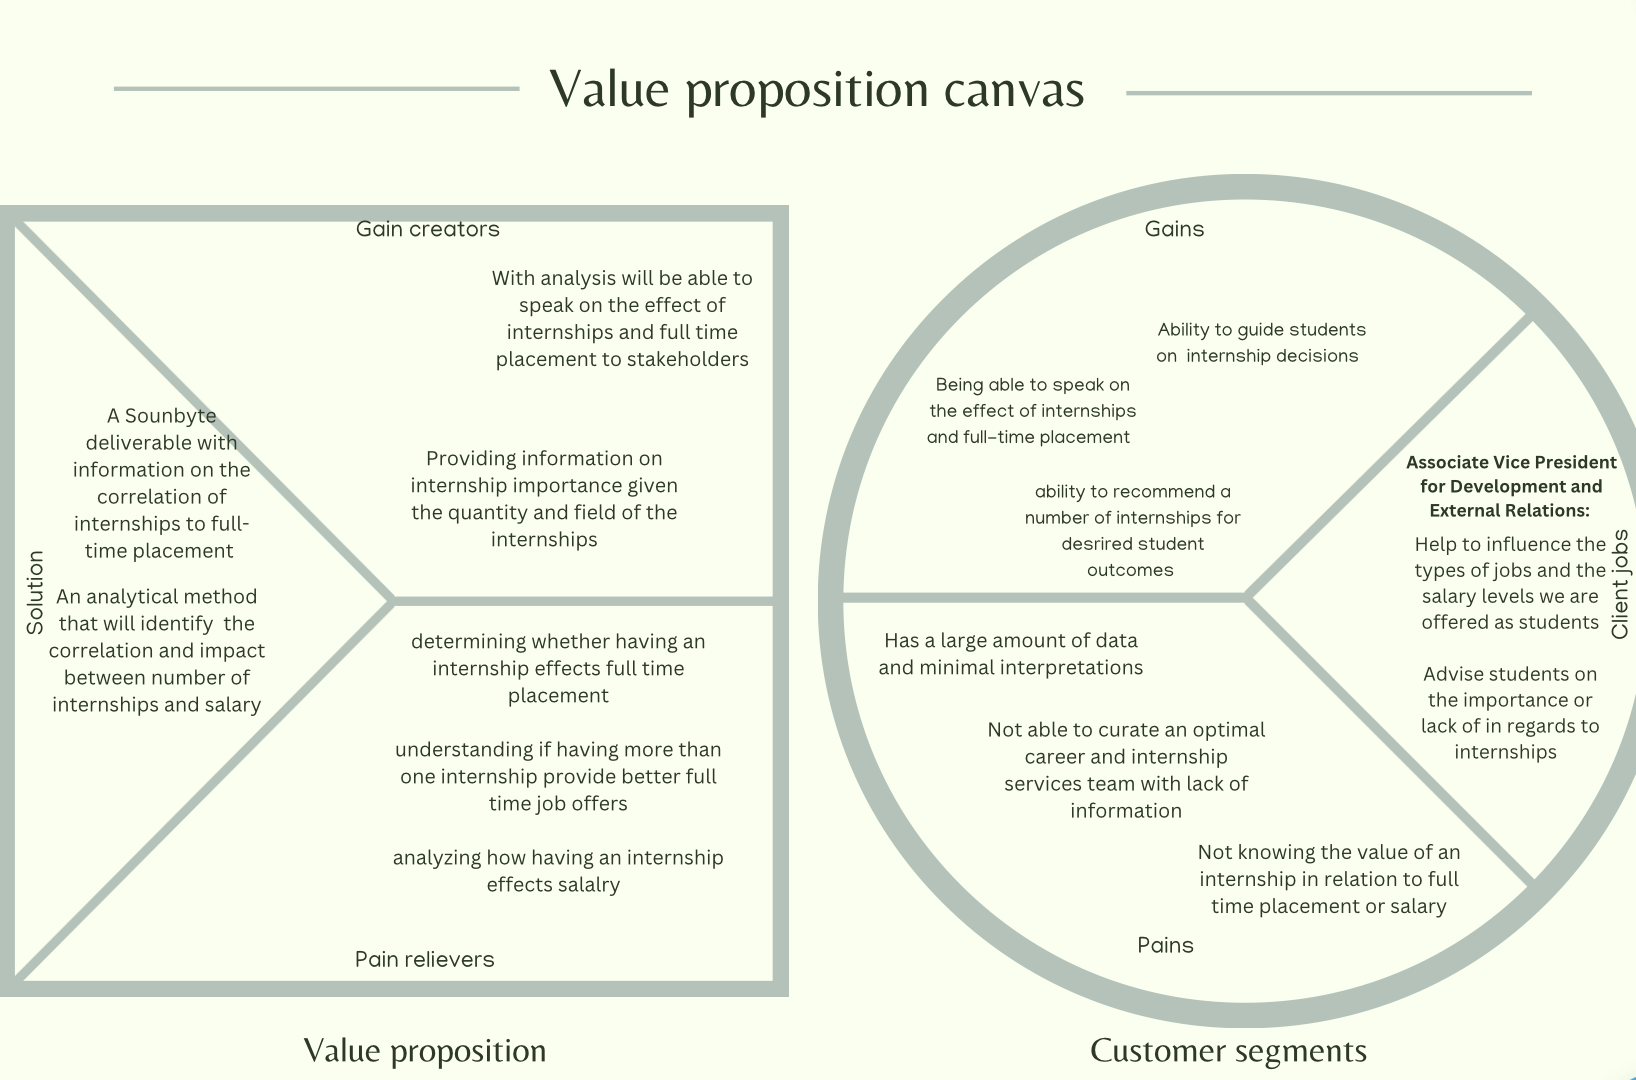 Value proposition canvas
Gain creators
With analysis will be able to
speak on the effect of
internships and full time
placement to stakeholders
Providing information on
internship importance given
the quantity and field of the
internships
Solution
A Sounbyte
deliverable with
information on the
correlation of
internships to full-
time placement
An analytical method
that will identify the
correlation and impact
between number of
internships and salary
determining whether having an
internship effects full time
placement
understanding if having more than
one internship provide better full
time job offers
analyzing how having an internship
effects salalry
Pain relievers
Value proposition
Gains
Ability to guide students
on internship decisions
Being able to speak on
the effect of internships
and full-time placement
ability to recommend a
number of internships for
desrired student
outcomes
Associate Vice President
for Development and
External Relations:
Help to influence the
types of jobs and the
salary levels we are
offered as students
Advise students on
the importance or
lack of in regards to
internships
Client jobs
Has a large amount of data
and minimal interpretations
Not able to curate an optimal
career and internship
services team with lack of
information
Not knowing the value of an
internship in relation to full
time placement or salary
Pains
Customer segments